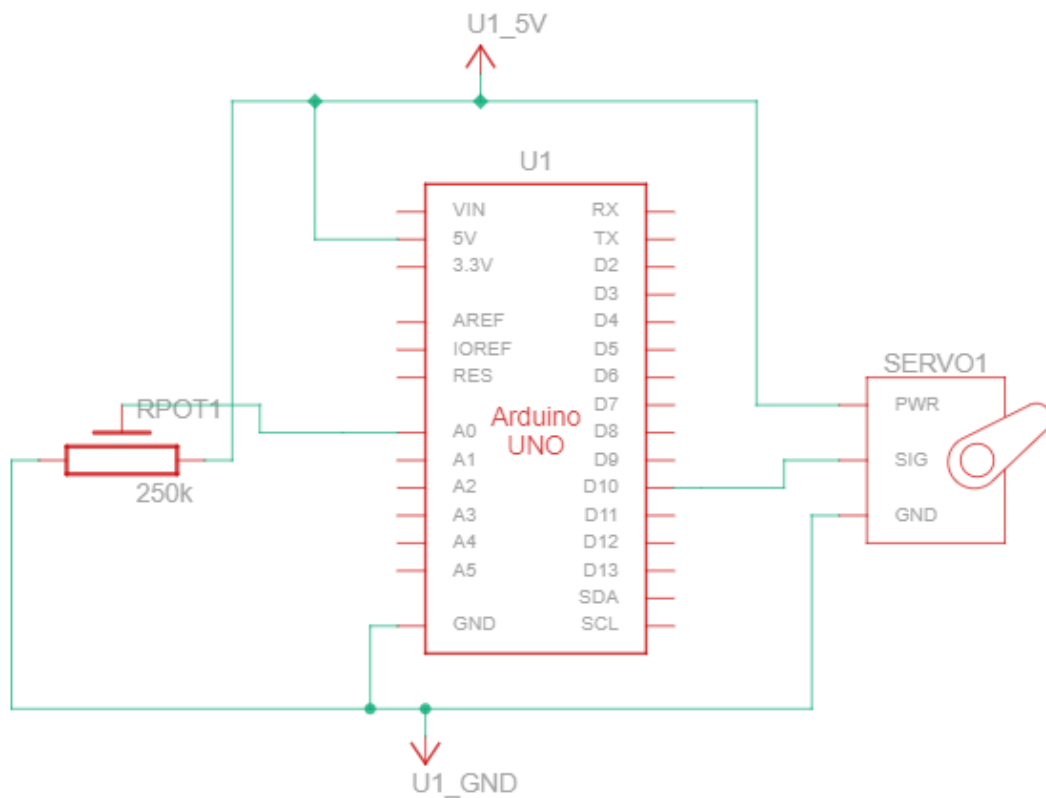 U1_5V
U1
VIN RX
5V TX
3.3V D2
D3
AREF D4
IOREF D5
RES D6
D7
A0 D8
A1 D9
A2 D10
A3 D11
A4 D12
A5 D13
SDA
GND SCL
Arduino
UNO
RPOT1
250k
SERVO1
PWR
SIG
GND
U1_GND